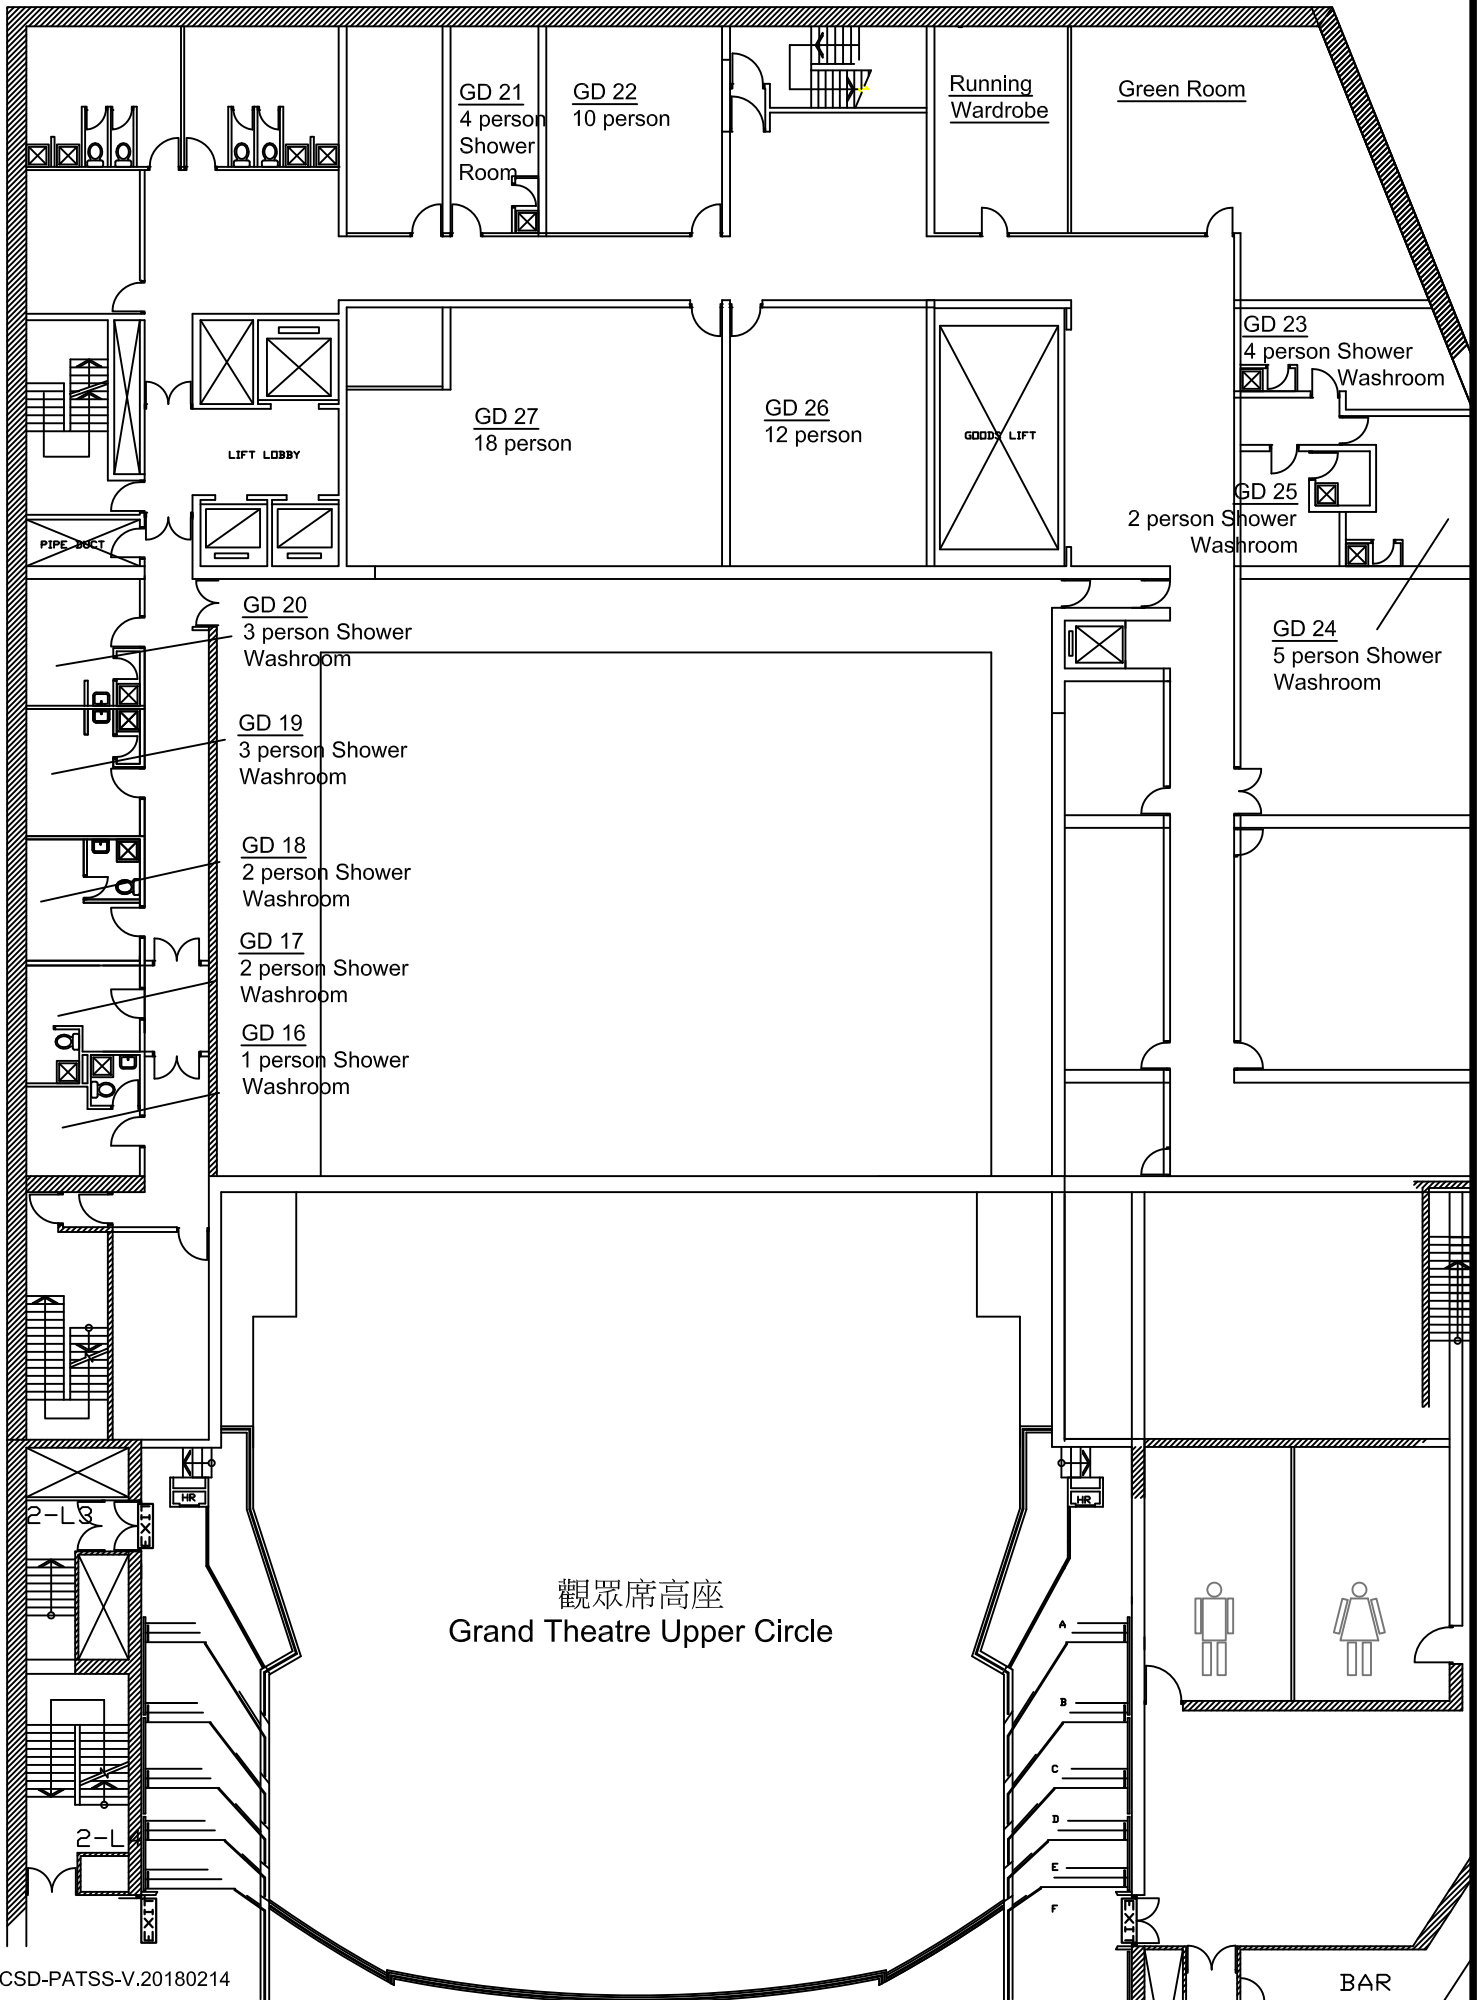 GD 21
4 person
Shower
Room
GD 22
10 person
Running
Wardrobe
Green Room
GD 23
4 person Shower
Washroom
GD 27
18 person
GD 26
12 person
GOODS LIFT
LIFT LOBBY
GD 25
2 person Shower
Washroom
PIPE DUCT
GD 20
3 person Shower
Washroom
GD 24
5 person Shower
Washroom
GD 19
3 person Shower
Washroom
GD 18
2 person Shower
Washroom
GD 17
2 person Shower
Washroom
GD 16
1 person Shower
Washroom
HR
HR
2-L3
EXIT
觀眾席高座
Grand Theatre Upper Circle
A
B
C
D
2-L4
E
F
EXIT
EXIT
CSD-PATSS-V.20180214
BAR